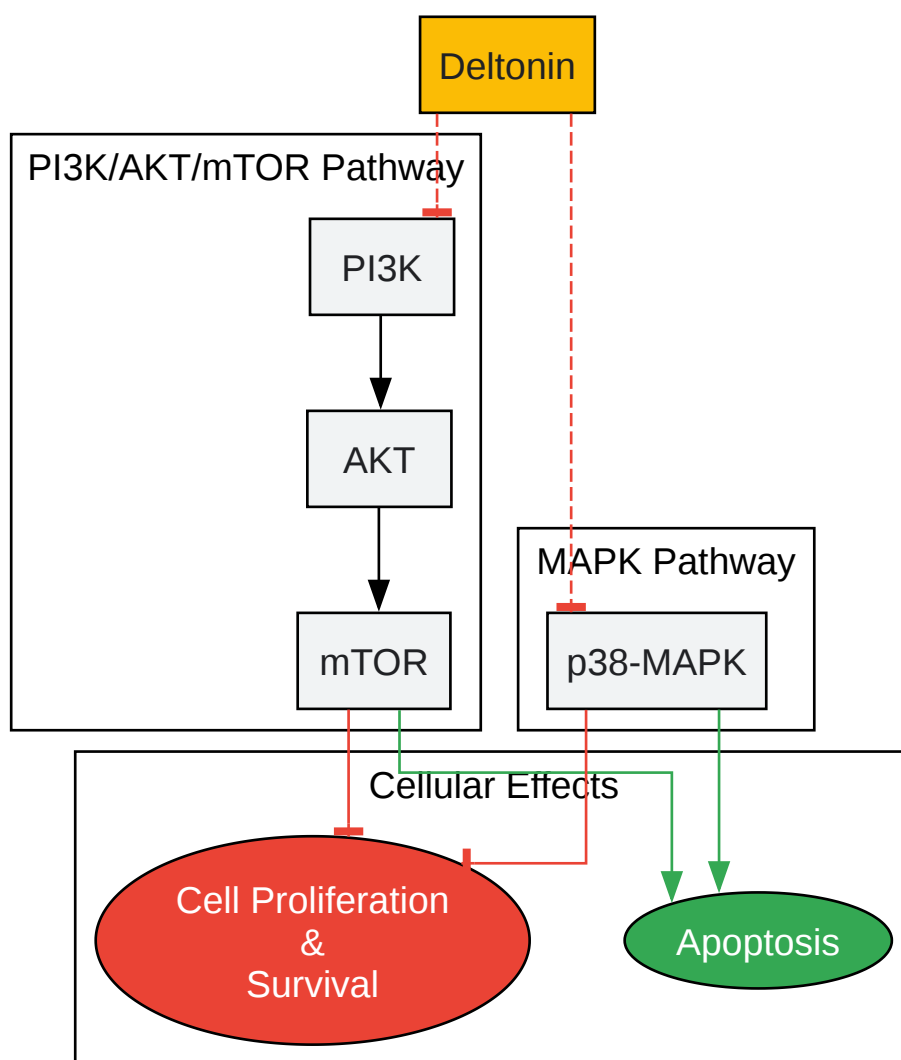 Deltonin
PI3K/AKT/mTOR Pathway
PI3K
AKT
MAPK Pathway
mTOR
p38-MAPK
Cellular Effects
Cell Proliferation
&
Survival
Apoptosis